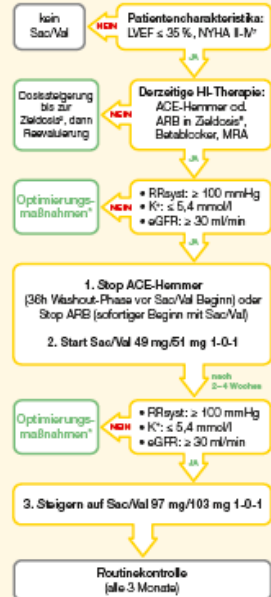 kein
Sac/Val
NEIN
Patientencharakteristika:
LVEF ≤ 35 %, NYHA II-IV
JA
Dosissteigerung
bis zur
Zieldosis², dann
Reevaluierung
NEIN
Derzeitige HI-Therapie:
ACE-Hemmer od.
ARB in Zieldosis
Betablocker, MRA
JA
Optimierungs-
maßnahmen*
NEIN
• RRsyst: ≥ 100 mmHg
• K⁺: ≤ 5,4 mmol/l
• eGFR: ≥ 30 ml/min
JA
1. Stop ACE-Hemmer
(36h Washout-Phase vor Sac/Val Beginn) oder
Stop ARB (sofortiger Beginn mit Sac/Val)
2. Start Sac/Val 49 mg/51 mg 1-0-1
nach
2–4 Wochen
Optimierungs-
maßnahmen*
NEIN
• RRsyst: ≥ 100 mmHg
• K⁺: ≤ 5,4 mmol/l
• eGFR: ≥ 30 ml/min
JA
3. Steigern auf Sac/Val 97 mg/103 mg 1-0-1
Routinekontrolle
(alle 3 Monate)